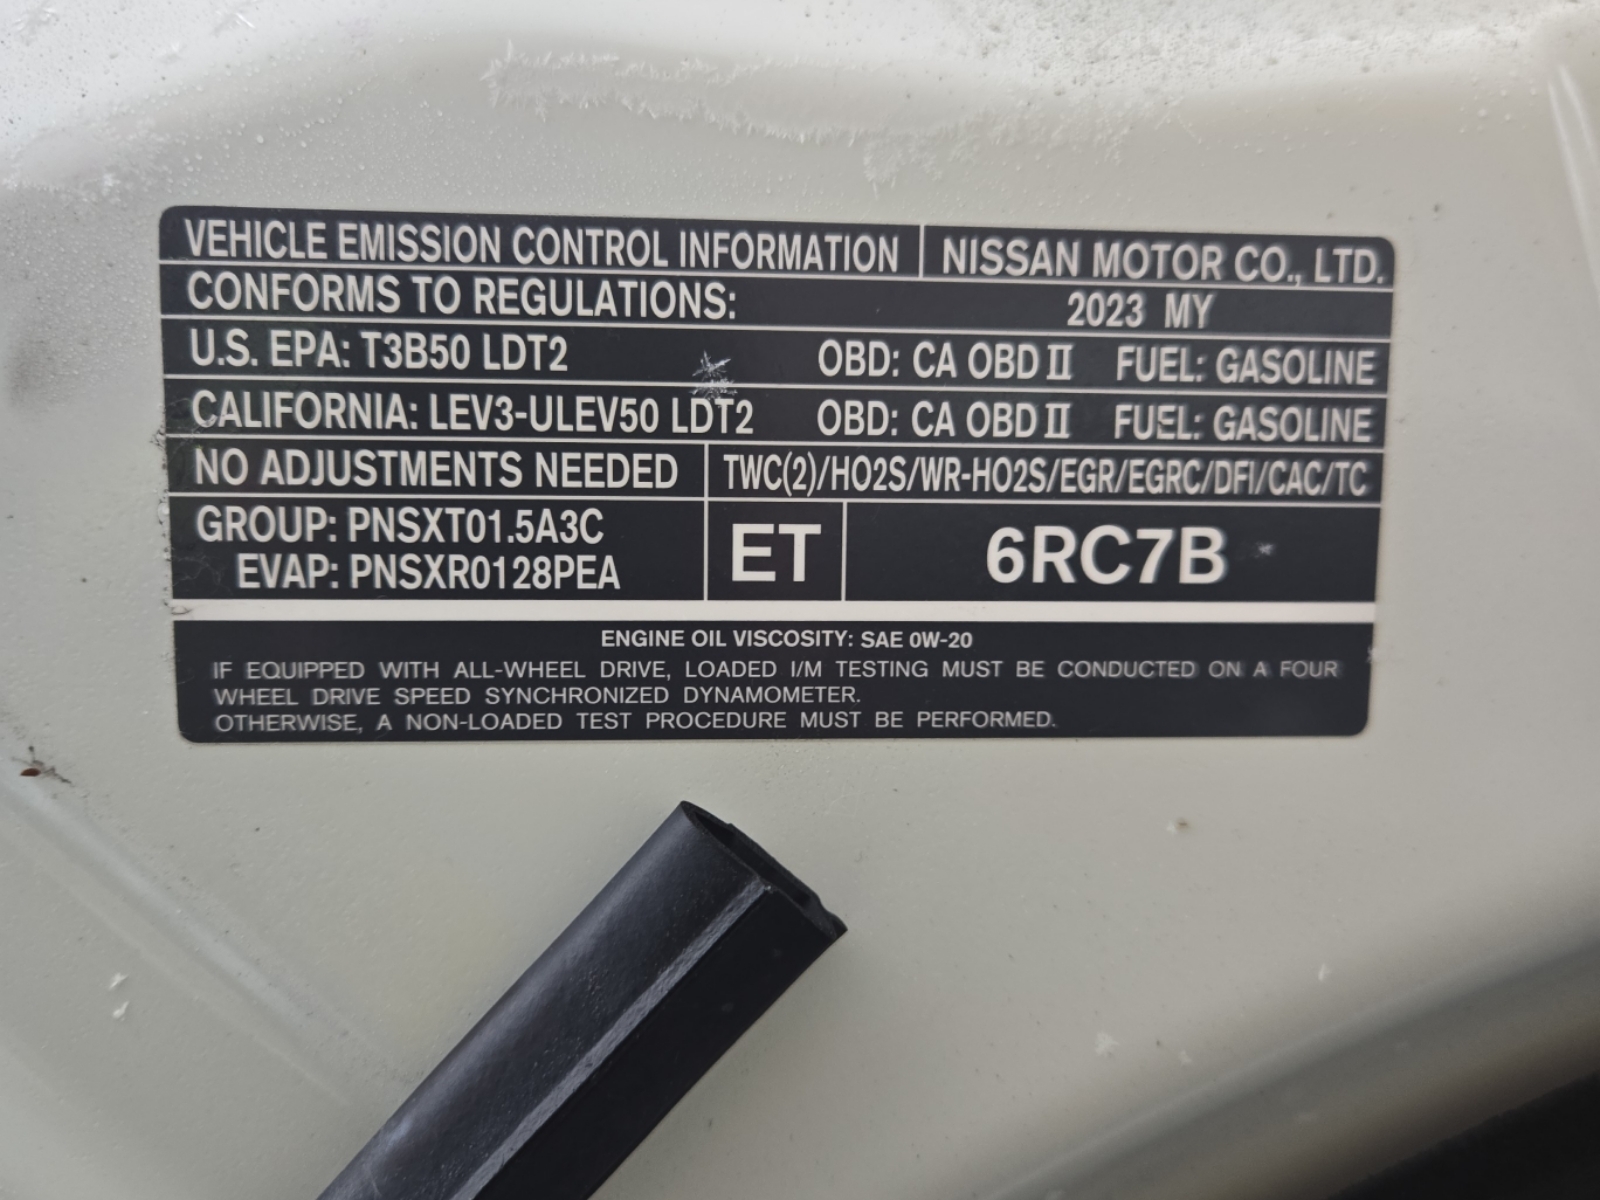 VEHICLE EMISSION CONTROL INFORMATION NISSAN MOTOR CO., LTD.
CONFORMS TO REGULATIONS: 2023 MY
U.S. EPA: T3B50 LDT2 OBD: CA OBD II FUEL: GASOLINE
CALIFORNIA: LEV3-ULEV50 LDT2 OBD: CA OBD II FUEL: GASOLINE
NO ADJUSTMENTS NEEDED TWC(2)/HO2S/WR-HO2S/EGR/EGRC/DFI/CAC/TC
GROUP: PNSXT01.5A3C
EVAP: PNSXR0128PEA
ET
6RC7B
ENGINE OIL VISCOSITY: SAE 0W-20
IF EQUIPPED WITH ALL-WHEEL DRIVE, LOADED I/M TESTING MUST BE CONDUCTED ON A FOUR
WHEEL DRIVE SPEED SYNCHRONIZED DYNAMOMETER.
OTHERWISE, A NON-LOADED TEST PROCEDURE MUST BE PERFORMED.